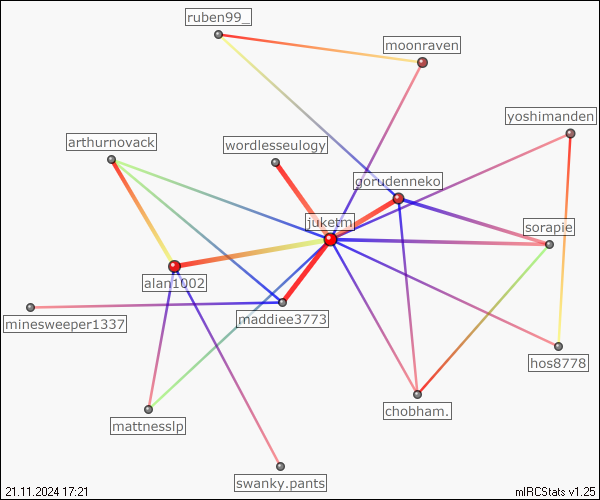 ruben99_
moonraven
yoshimanden
arthurnovack
wordlesseulogy
gorudenneko
juketm
sorapie
alan1002
minesweeper1337
maddiee3773
hos8778
chobham.
mattnesslp
swanky.pants
21.11.2024 17:21
mIRCStats v1.25